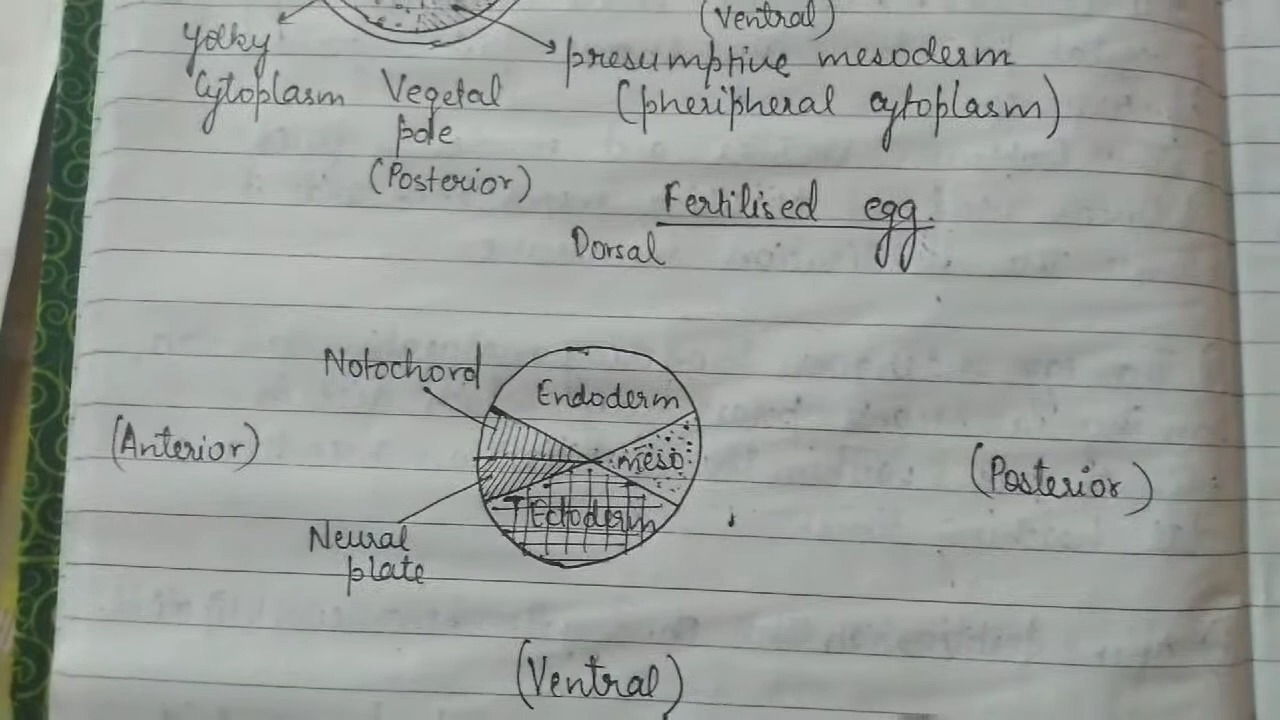 (Ventral)
Yolky
presumptive mesoderm
Cytoplasm
Vegetal
(pheripheral cytoplasm)
pole
(Posterior)
Fertilised egg.
Dorsal
Notochord
Endoderm
(Anterior)
meso
(Posterior)
Ectoderm
Neural
plate
(Ventral)